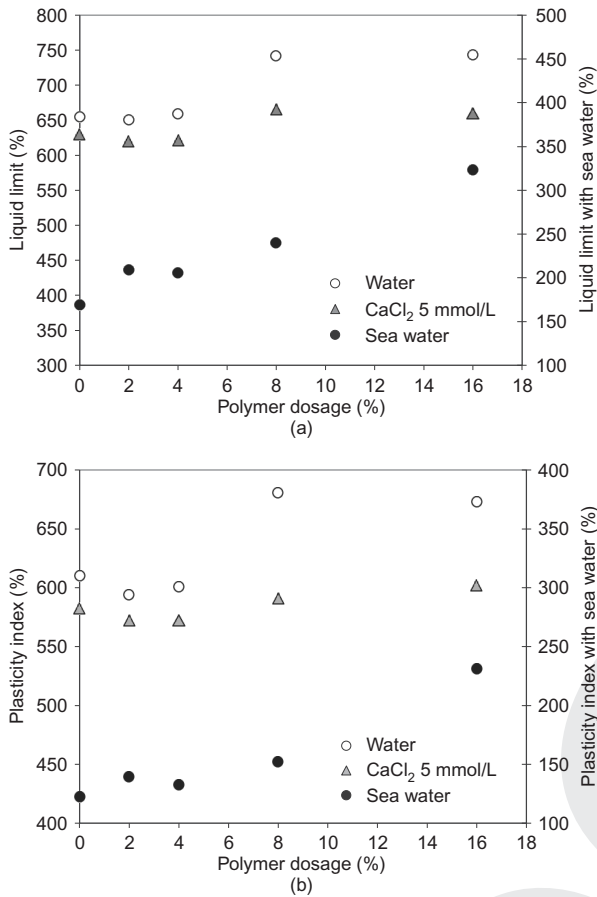 800
750
700
650
600
550
500
450
400
350
300
Liquid limit (%)
500
450
400
350
300
250
200
150
100
Liquid limit with sea water (%)
Water
CaCl₂ 5 mmol/L
Sea water
0 2 4 6 8 10 12 14 16 18
Polymer dosage (%)
(a)
700
650
600
550
500
450
400
Plasticity index (%)
400
350
300
250
200
150
100
Plasticity index with sea water (%)
Water
CaCl₂ 5 mmol/L
Sea water
0 2 4 6 8 10 12 14 16 18
Polymer dosage (%)
(b)